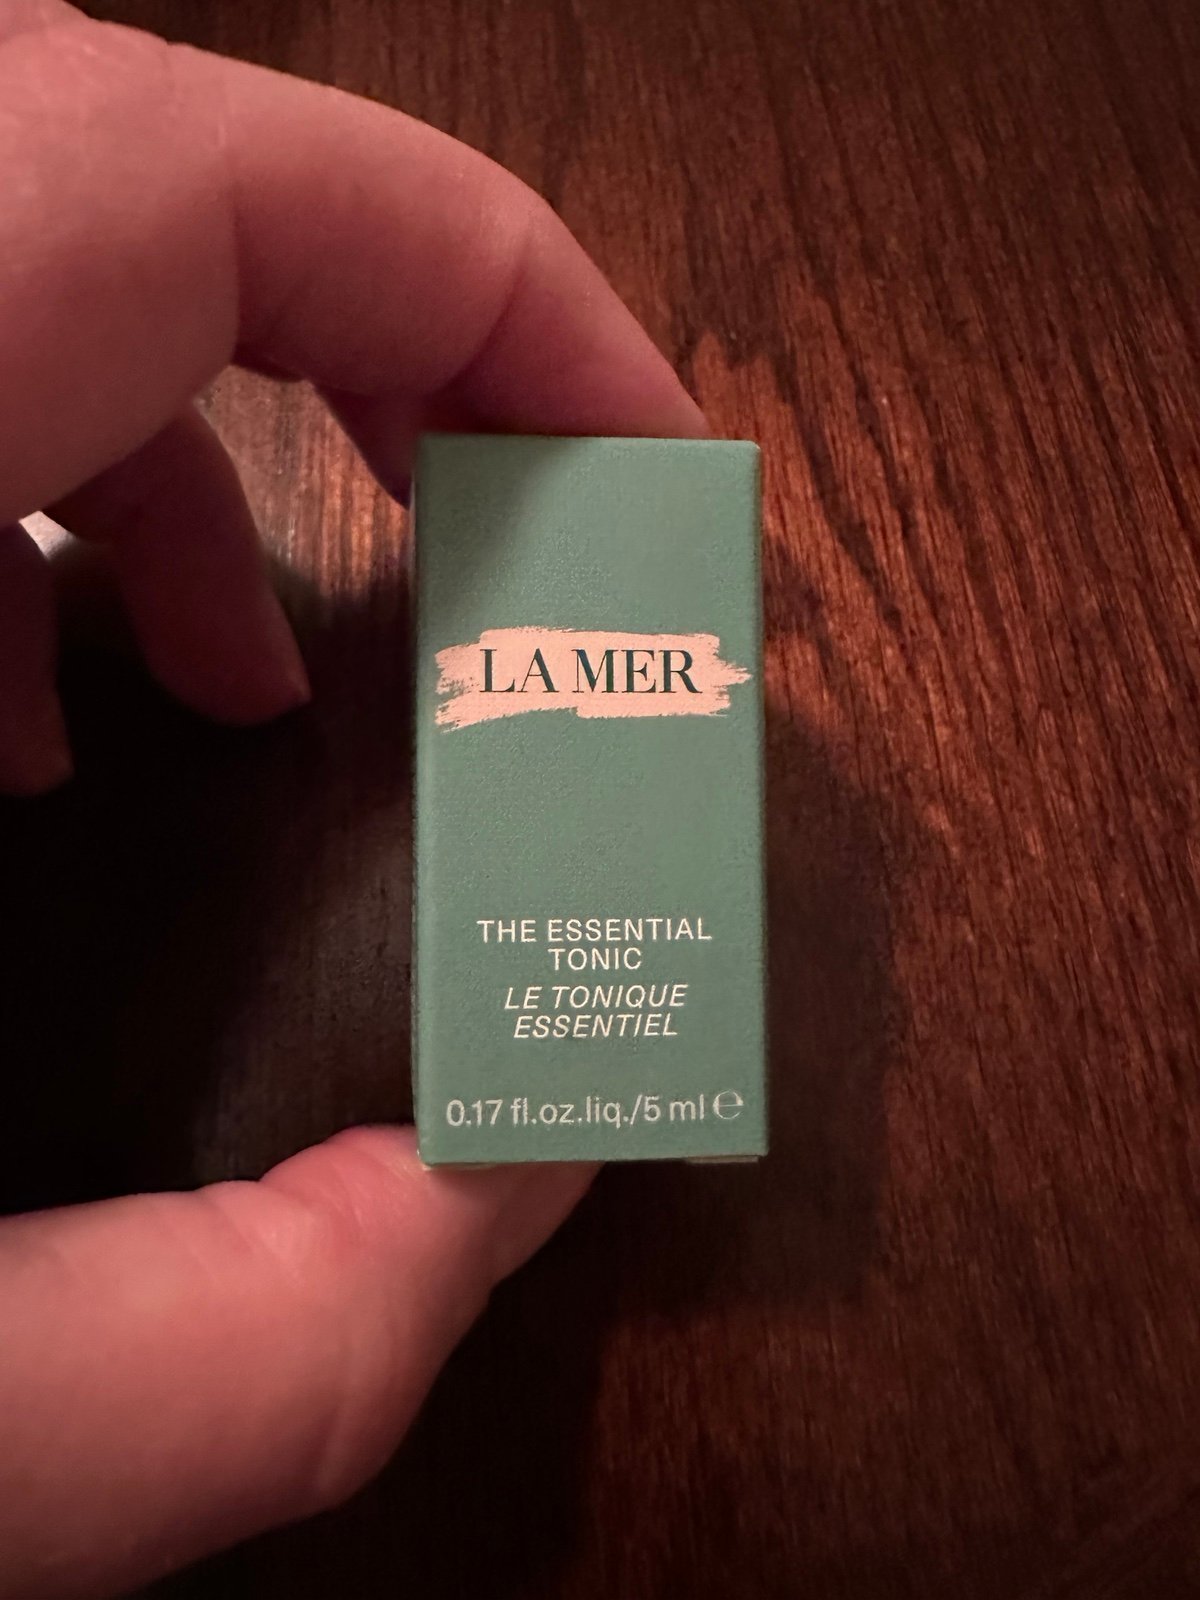 LA MER
THE ESSENTIAL
TONIC
LE TONIQUE
ESSENTIEL
0.17 fl.oz.liq./5 ml ℮